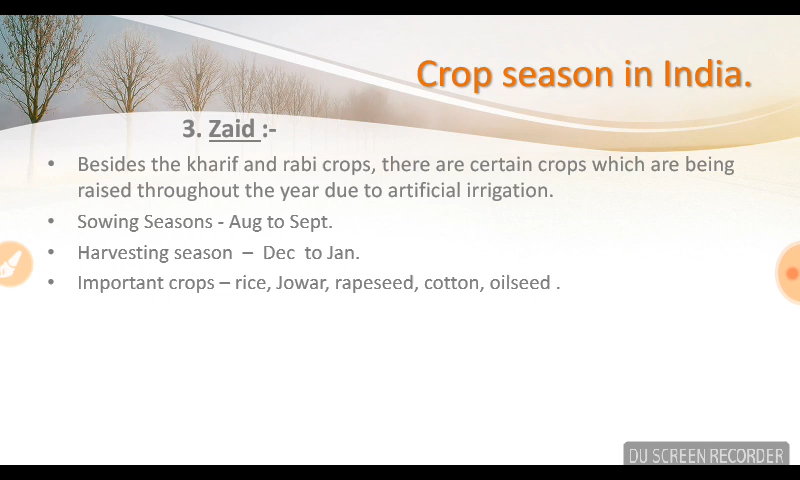 Crop season in India.
3. Zaid :-
• Besides the kharif and rabi crops, there are certain crops which are being
raised throughout the year due to artificial irrigation.
• Sowing Seasons - Aug to Sept.
• Harvesting season – Dec to Jan.
• Important crops – rice, Jowar, rapeseed, cotton, oilseed .
DU SCREEN RECORDER